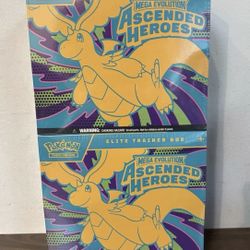 MEGA EVOLUTION
ASCENDED
HEROES
WARNING:
POKÉMON
ELITE TRAINER BOX
MEGA EVOLUTION
ASCENDED
HEROES